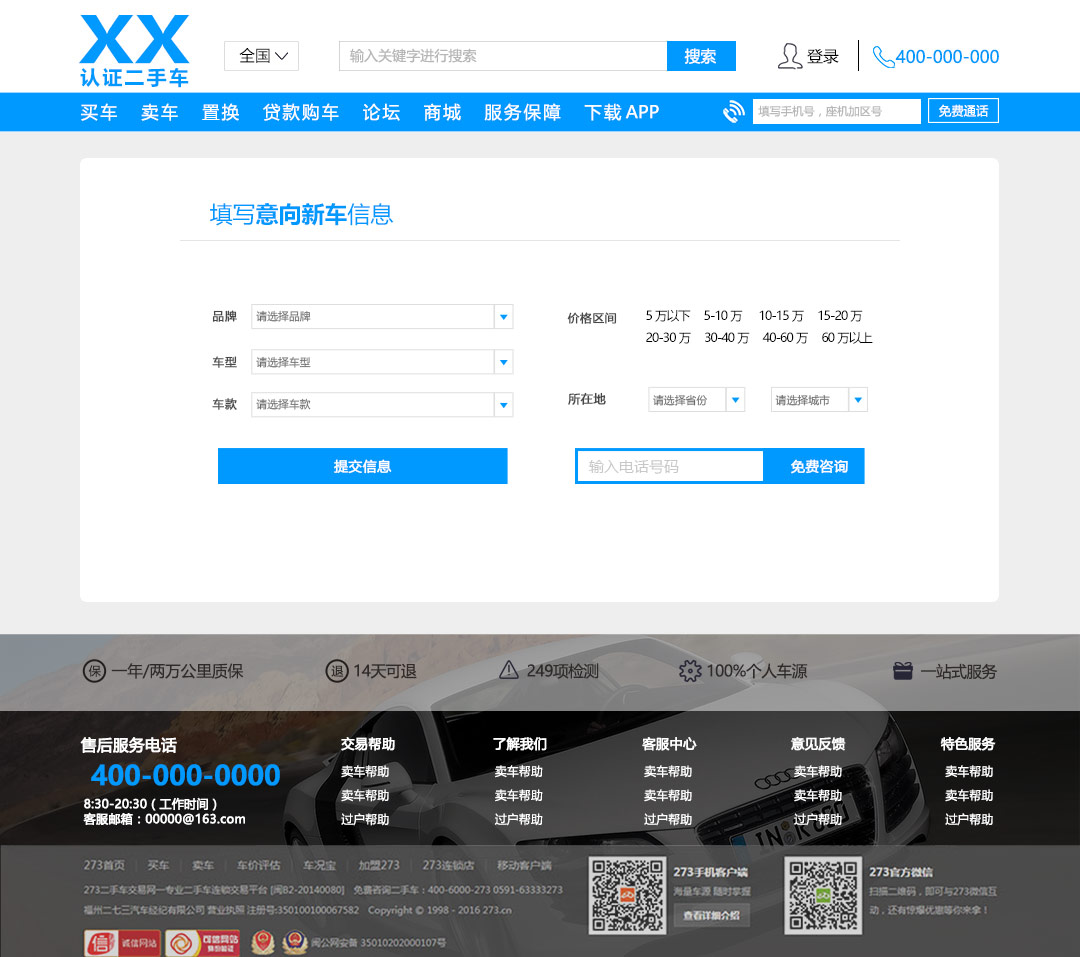 XX
认证二手车
全国
输入关键字进行搜索
搜索
登录
400-000-000
买车 卖车 置换 贷款购车 论坛 商城 服务保障 下载 APP
填写手机号，座机加区号
免费通话
填写意向新车信息
品牌 请选择品牌
车型 请选择车型
车款 请选择车款
提交信息
价格区间 5 万以下 5-10 万 10-15 万 15-20 万
20-30 万 30-40 万 40-60 万 60 万以上
所在地 请选择省份 请选择城市
输入电话号码 免费咨询
保 一年/两万公里质保 退 14天可退 249项检测 100%个人车源 一站式服务
售后服务电话
400-000-0000
8:30-20:30 ( 工作时间 )
客服邮箱：00000@163.com
交易帮助
卖车帮助
卖车帮助
过户帮助
了解我们
卖车帮助
卖车帮助
过户帮助
客服中心
卖车帮助
卖车帮助
过户帮助
意见反馈
卖车帮助
卖车帮助
过户帮助
特色服务
卖车帮助
卖车帮助
过户帮助
273首页 买车 卖车 车价评估 车况宝 加盟273 273连锁店 移动客户端
273二手车交易网—专业二手车连锁交易平台 [闽B2-20140080] 免费咨询二手车：400-6000-273 0591-63333273
福州二七三汽车经纪有限公司 营业执照 注册号:350100100067582 Copyright © 1998 - 2016 273.cn
信 诚信网站
可信网站
闽公网安备 35010202000107号
273手机客户端
海量车源 随时掌握
查看详细介绍
273官方微信
扫描二维码，即可与273微信互
动，还有惊爆优惠等你来拿！